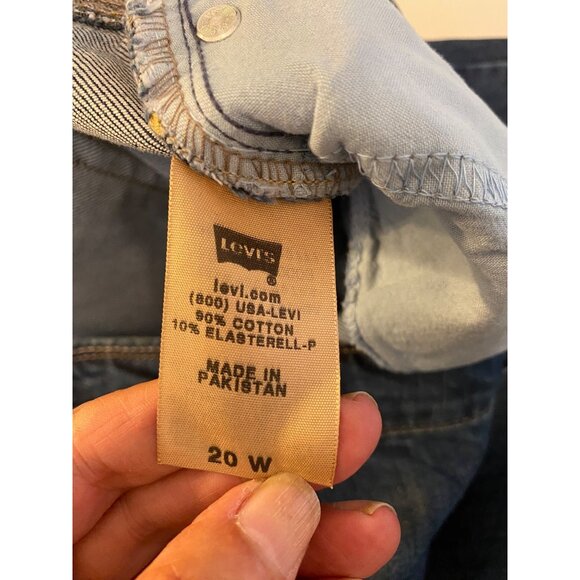 LEVI'S
®
levi.com
(800) USA-LEVI
90% COTTON
10% ELASTERELL-P
MADE IN
PAKISTAN
20 W